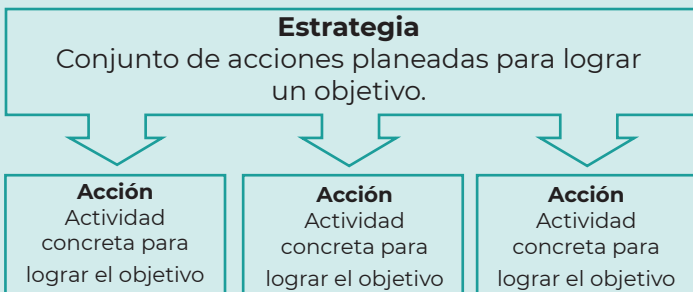 Estrategia
Conjunto de acciones planeadas para lograr
un objetivo.
Acción
Actividad
concreta para
lograr el objetivo
Acción
Actividad
concreta para
lograr el objetivo
Acción
Actividad
concreta para
lograr el objetivo